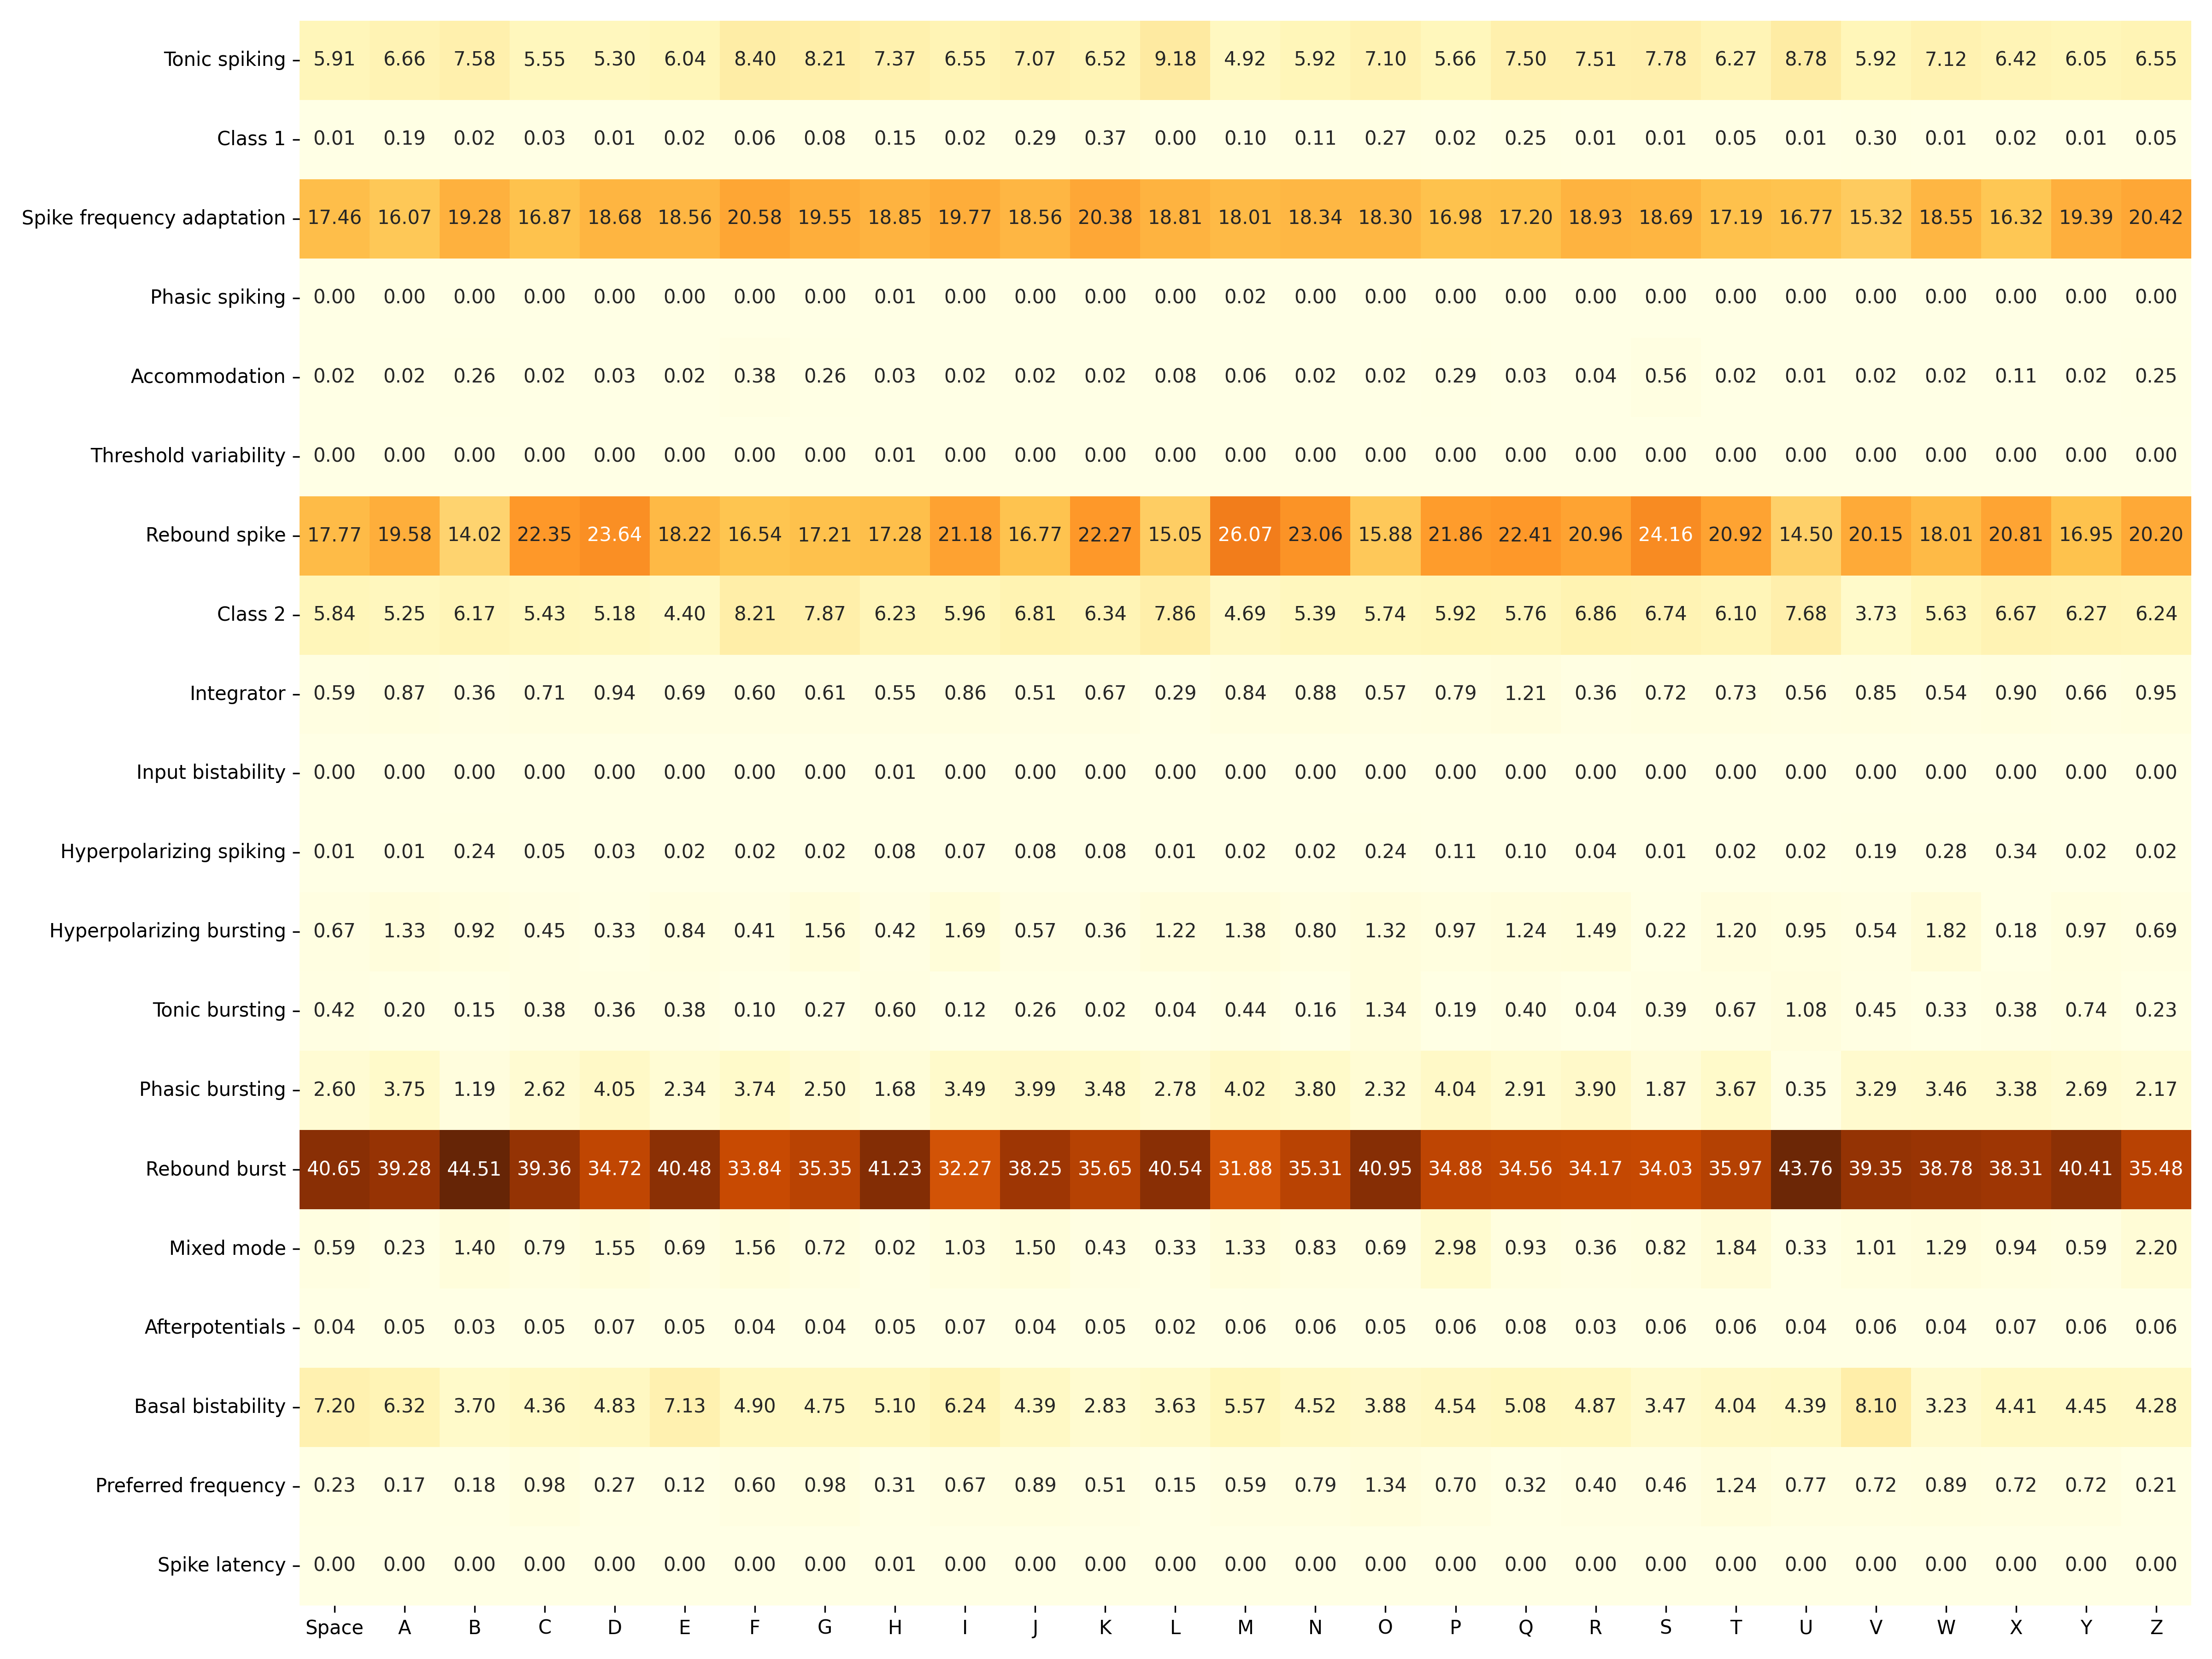 Tonic spiking 5.91 6.66 7.58 5.55 5.30 6.04 8.40 8.21 7.37 6.55 7.07 6.52 9.18 4.92 5.92 7.10 5.66 7.50 7.51 7.78 6.27 8.78 5.92 7.12 6.42 6.05 6.55
Class 1 0.01 0.19 0.02 0.03 0.01 0.02 0.06 0.08 0.15 0.02 0.29 0.37 0.00 0.10 0.11 0.27 0.02 0.25 0.01 0.01 0.05 0.01 0.30 0.01 0.02 0.01 0.05
Spike frequency adaptation 17.46 16.07 19.28 16.87 18.68 18.56 20.58 19.55 18.85 19.77 18.56 20.38 18.81 18.01 18.34 18.30 16.98 17.20 18.93 18.69 17.19 16.77 15.32 18.55 16.32 19.39 20.42
Phasic spiking 0.00 0.00 0.00 0.00 0.00 0.00 0.00 0.00 0.01 0.00 0.00 0.00 0.00 0.02 0.00 0.00 0.00 0.00 0.00 0.00 0.00 0.00 0.00 0.00 0.00 0.00 0.00
Accommodation 0.02 0.02 0.26 0.02 0.03 0.02 0.38 0.26 0.03 0.02 0.02 0.02 0.08 0.06 0.02 0.02 0.29 0.03 0.04 0.56 0.02 0.01 0.02 0.02 0.11 0.02 0.25
Threshold variability 0.00 0.00 0.00 0.00 0.00 0.00 0.00 0.00 0.01 0.00 0.00 0.00 0.00 0.00 0.00 0.00 0.00 0.00 0.00 0.00 0.00 0.00 0.00 0.00 0.00 0.00 0.00
Rebound spike 17.77 19.58 14.02 22.35 23.64 18.22 16.54 17.21 17.28 21.18 16.77 22.27 15.05 26.07 23.06 15.88 21.86 22.41 20.96 24.16 20.92 14.50 20.15 18.01 20.81 16.95 20.20
Class 2 5.84 5.25 6.17 5.43 5.18 4.40 8.21 7.87 6.23 5.96 6.81 6.34 7.86 4.69 5.39 5.74 5.92 5.76 6.86 6.74 6.10 7.68 3.73 5.63 6.67 6.27 6.24
Integrator 0.59 0.87 0.36 0.71 0.94 0.69 0.60 0.61 0.55 0.86 0.51 0.67 0.29 0.84 0.88 0.57 0.79 1.21 0.36 0.72 0.73 0.56 0.85 0.54 0.90 0.66 0.95
Input bistability 0.00 0.00 0.00 0.00 0.00 0.00 0.00 0.00 0.01 0.00 0.00 0.00 0.00 0.00 0.00 0.00 0.00 0.00 0.00 0.00 0.00 0.00 0.00 0.00 0.00 0.00 0.00
Hyperpolarizing spiking 0.01 0.01 0.24 0.05 0.03 0.02 0.02 0.02 0.08 0.07 0.08 0.08 0.01 0.02 0.02 0.24 0.11 0.10 0.04 0.01 0.02 0.02 0.19 0.28 0.34 0.02 0.02
Hyperpolarizing bursting 0.67 1.33 0.92 0.45 0.33 0.84 0.41 1.56 0.42 1.69 0.57 0.36 1.22 1.38 0.80 1.32 0.97 1.24 1.49 0.22 1.20 0.95 0.54 1.82 0.18 0.97 0.69
Tonic bursting 0.42 0.20 0.15 0.38 0.36 0.38 0.10 0.27 0.60 0.12 0.26 0.02 0.04 0.44 0.16 1.34 0.19 0.40 0.04 0.39 0.67 1.08 0.45 0.33 0.38 0.74 0.23
Phasic bursting 2.60 3.75 1.19 2.62 4.05 2.34 3.74 2.50 1.68 3.49 3.99 3.48 2.78 4.02 3.80 2.32 4.04 2.91 3.90 1.87 3.67 0.35 3.29 3.46 3.38 2.69 2.17
Rebound burst 40.65 39.28 44.51 39.36 34.72 40.48 33.84 35.35 41.23 32.27 38.25 35.65 40.54 31.88 35.31 40.95 34.88 34.56 34.17 34.03 35.97 43.76 39.35 38.78 38.31 40.41 35.48
Mixed mode 0.59 0.23 1.40 0.79 1.55 0.69 1.56 0.72 0.02 1.03 1.50 0.43 0.33 1.33 0.83 0.69 2.98 0.93 0.36 0.82 1.84 0.33 1.01 1.29 0.94 0.59 2.20
Afterpotentials 0.04 0.05 0.03 0.05 0.07 0.05 0.04 0.04 0.05 0.07 0.04 0.05 0.02 0.06 0.06 0.05 0.06 0.08 0.03 0.06 0.06 0.04 0.06 0.04 0.07 0.06 0.06
Basal bistability 7.20 6.32 3.70 4.36 4.83 7.13 4.90 4.75 5.10 6.24 4.39 2.83 3.63 5.57 4.52 3.88 4.54 5.08 4.87 3.47 4.04 4.39 8.10 3.23 4.41 4.45 4.28
Preferred frequency 0.23 0.17 0.18 0.98 0.27 0.12 0.60 0.98 0.31 0.67 0.89 0.51 0.15 0.59 0.79 1.34 0.70 0.32 0.40 0.46 1.24 0.77 0.72 0.89 0.72 0.72 0.21
Spike latency 0.00 0.00 0.00 0.00 0.00 0.00 0.00 0.00 0.01 0.00 0.00 0.00 0.00 0.00 0.00 0.00 0.00 0.00 0.00 0.00 0.00 0.00 0.00 0.00 0.00 0.00 0.00
Space A B C D E F G H I J K L M N O P Q R S T U V W X Y Z